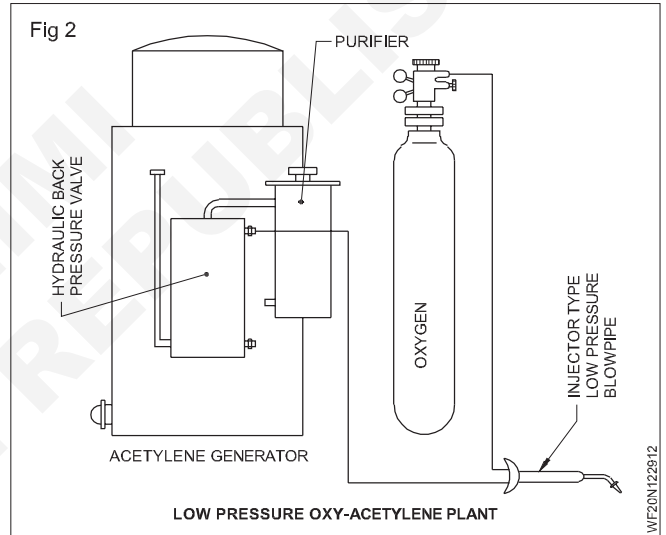 Fig 2
PURIFIER
HYDRAULIC BACK
PRESSURE VALVE
OXYGEN
INJECTOR TYPE
LOW PRESSURE
BLOWPIPE
ACETYLENE GENERATOR
LOW PRESSURE OXY-ACETYLENE PLANT
WF20N122912